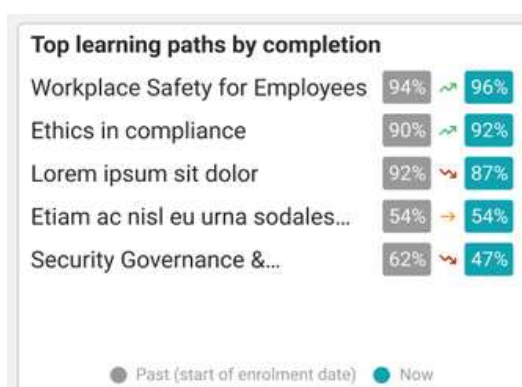 Top learning paths by completion
Workplace Safety for Employees 94% 96%
Ethics in compliance 90% 92%
Lorem ipsum sit dolor 92% 87%
Etiam ac nisl eu urna sodales... 54% 54%
Security Governance &... 62% 47%
Past (start of enrolment date) Now